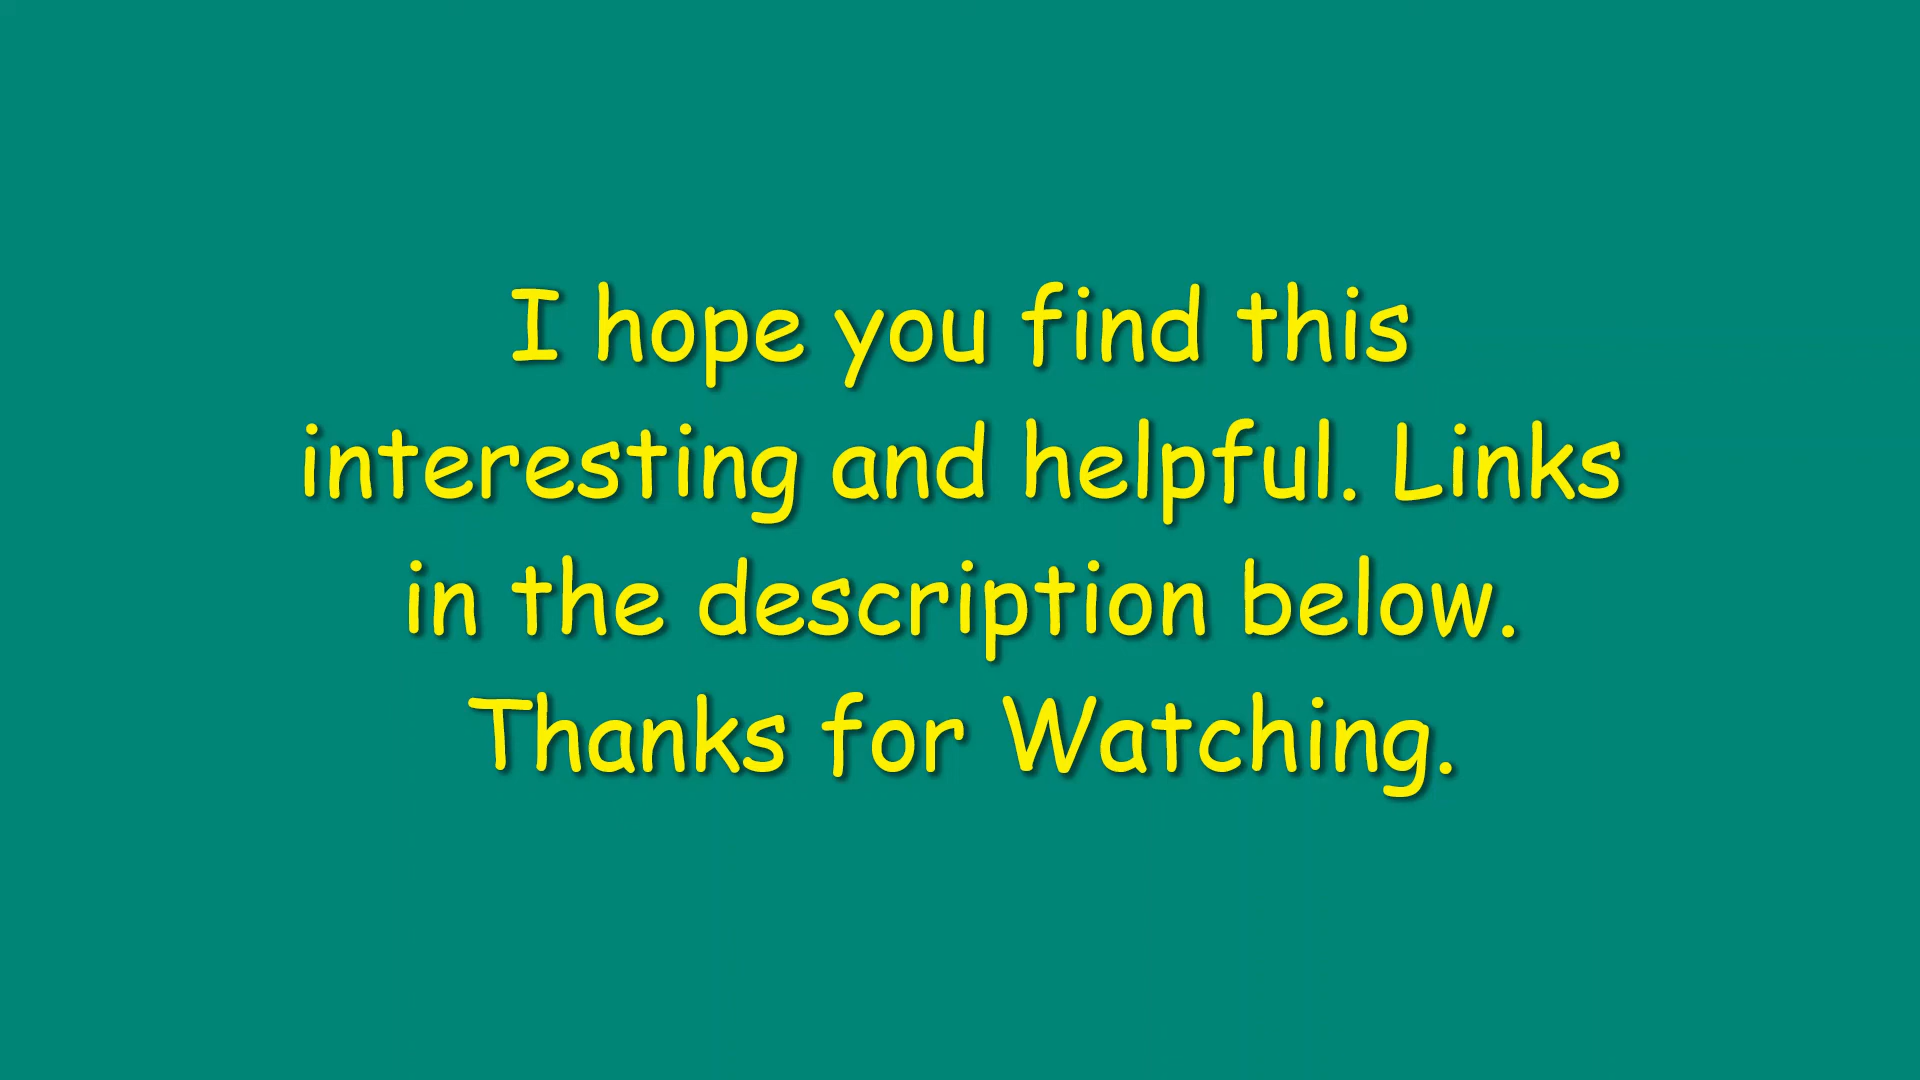 I hope you find this
interesting and helpful. Links
in the description below.
Thanks for Watching.